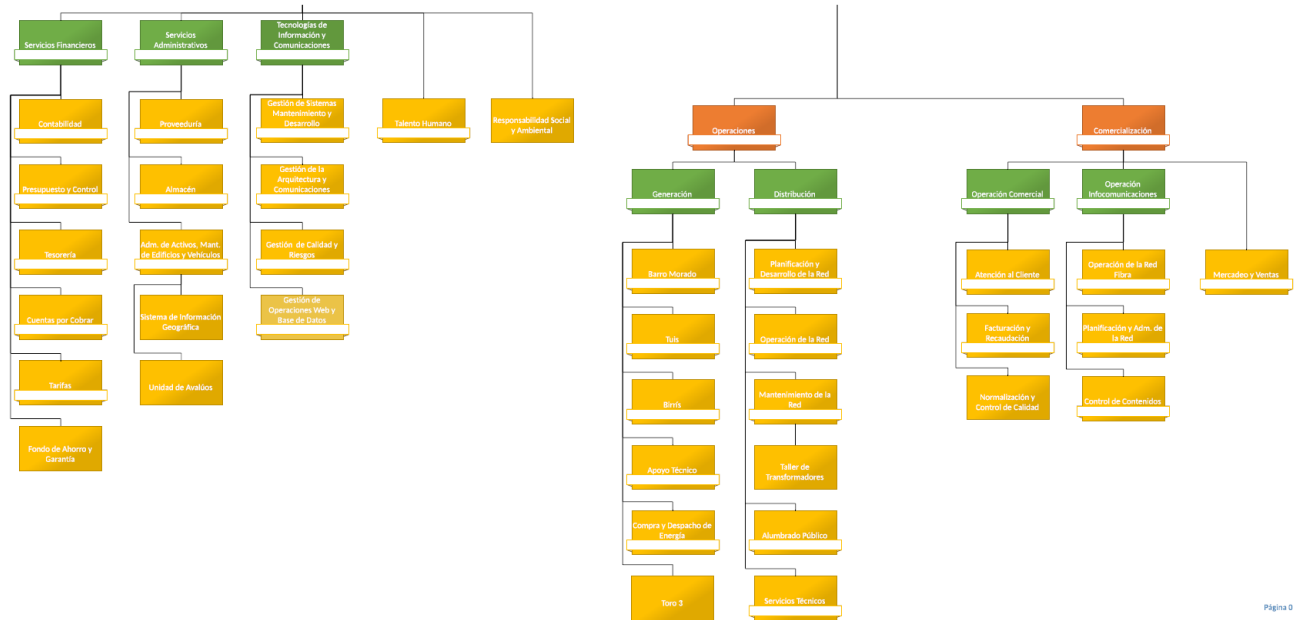 Servicios Financieros
Servicios
Administrativos
Tecnologías de
Información y
Comunicaciones
Contabilidad
Presupuesto y Control
Tesorería
Cuentas por Cobrar
Tarifas
Fondo de Ahorro y
Garantía
Proveeduría
Almacén
Adm. de Activos, Mant.
de Edificios y Vehículos
Sistema de Información
Geográfica
Unidad de Avalúos
Gestión de Sistemas
Mantenimiento y
Desarrollo
Gestión de la
Arquitectura y
Comunicaciones
Gestión de Calidad y
Riesgos
Gestión de
Operaciones Web y
Base de Datos
Talento Humano
Responsabilidad Social
y Ambiental
Operaciones
Generación
Barro Morado
Tuis
Birrís
Apoyo Técnico
Compra y Despacho de
Energía
Toro 3
Distribución
Planificación y
Desarrollo de la Red
Operación de la Red
Mantenimiento de la
Red
Taller de
Transformadores
Alumbrado Público
Servicios Técnicos
Comercialización
Operación Comercial
Atención al Cliente
Facturación y
Recaudación
Normalización y
Control de Calidad
Operación
Infocomunicaciones
Operación de la Red
Fibra
Planificación y Adm. de
la Red
Control de Contenidos
Mercadeo y Ventas
Página 0